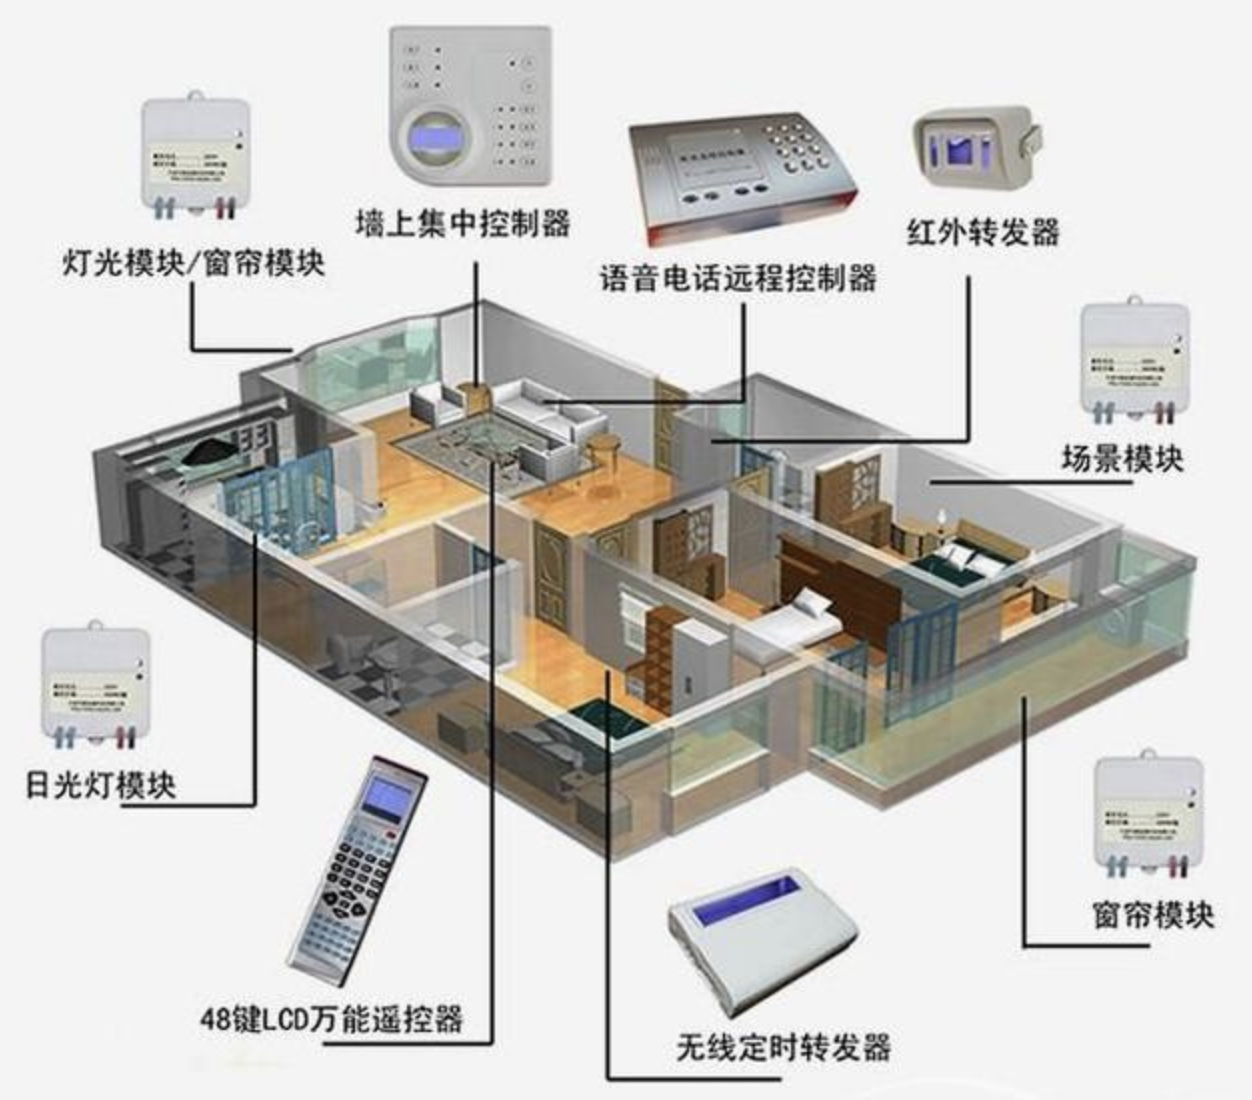 墙上集中控制器
红外转发器
灯光模块/窗帘模块
语音电话远程控制器
场景模块
日光灯模块
窗帘模块
48键LCD万能遥控器
无线定时转发器